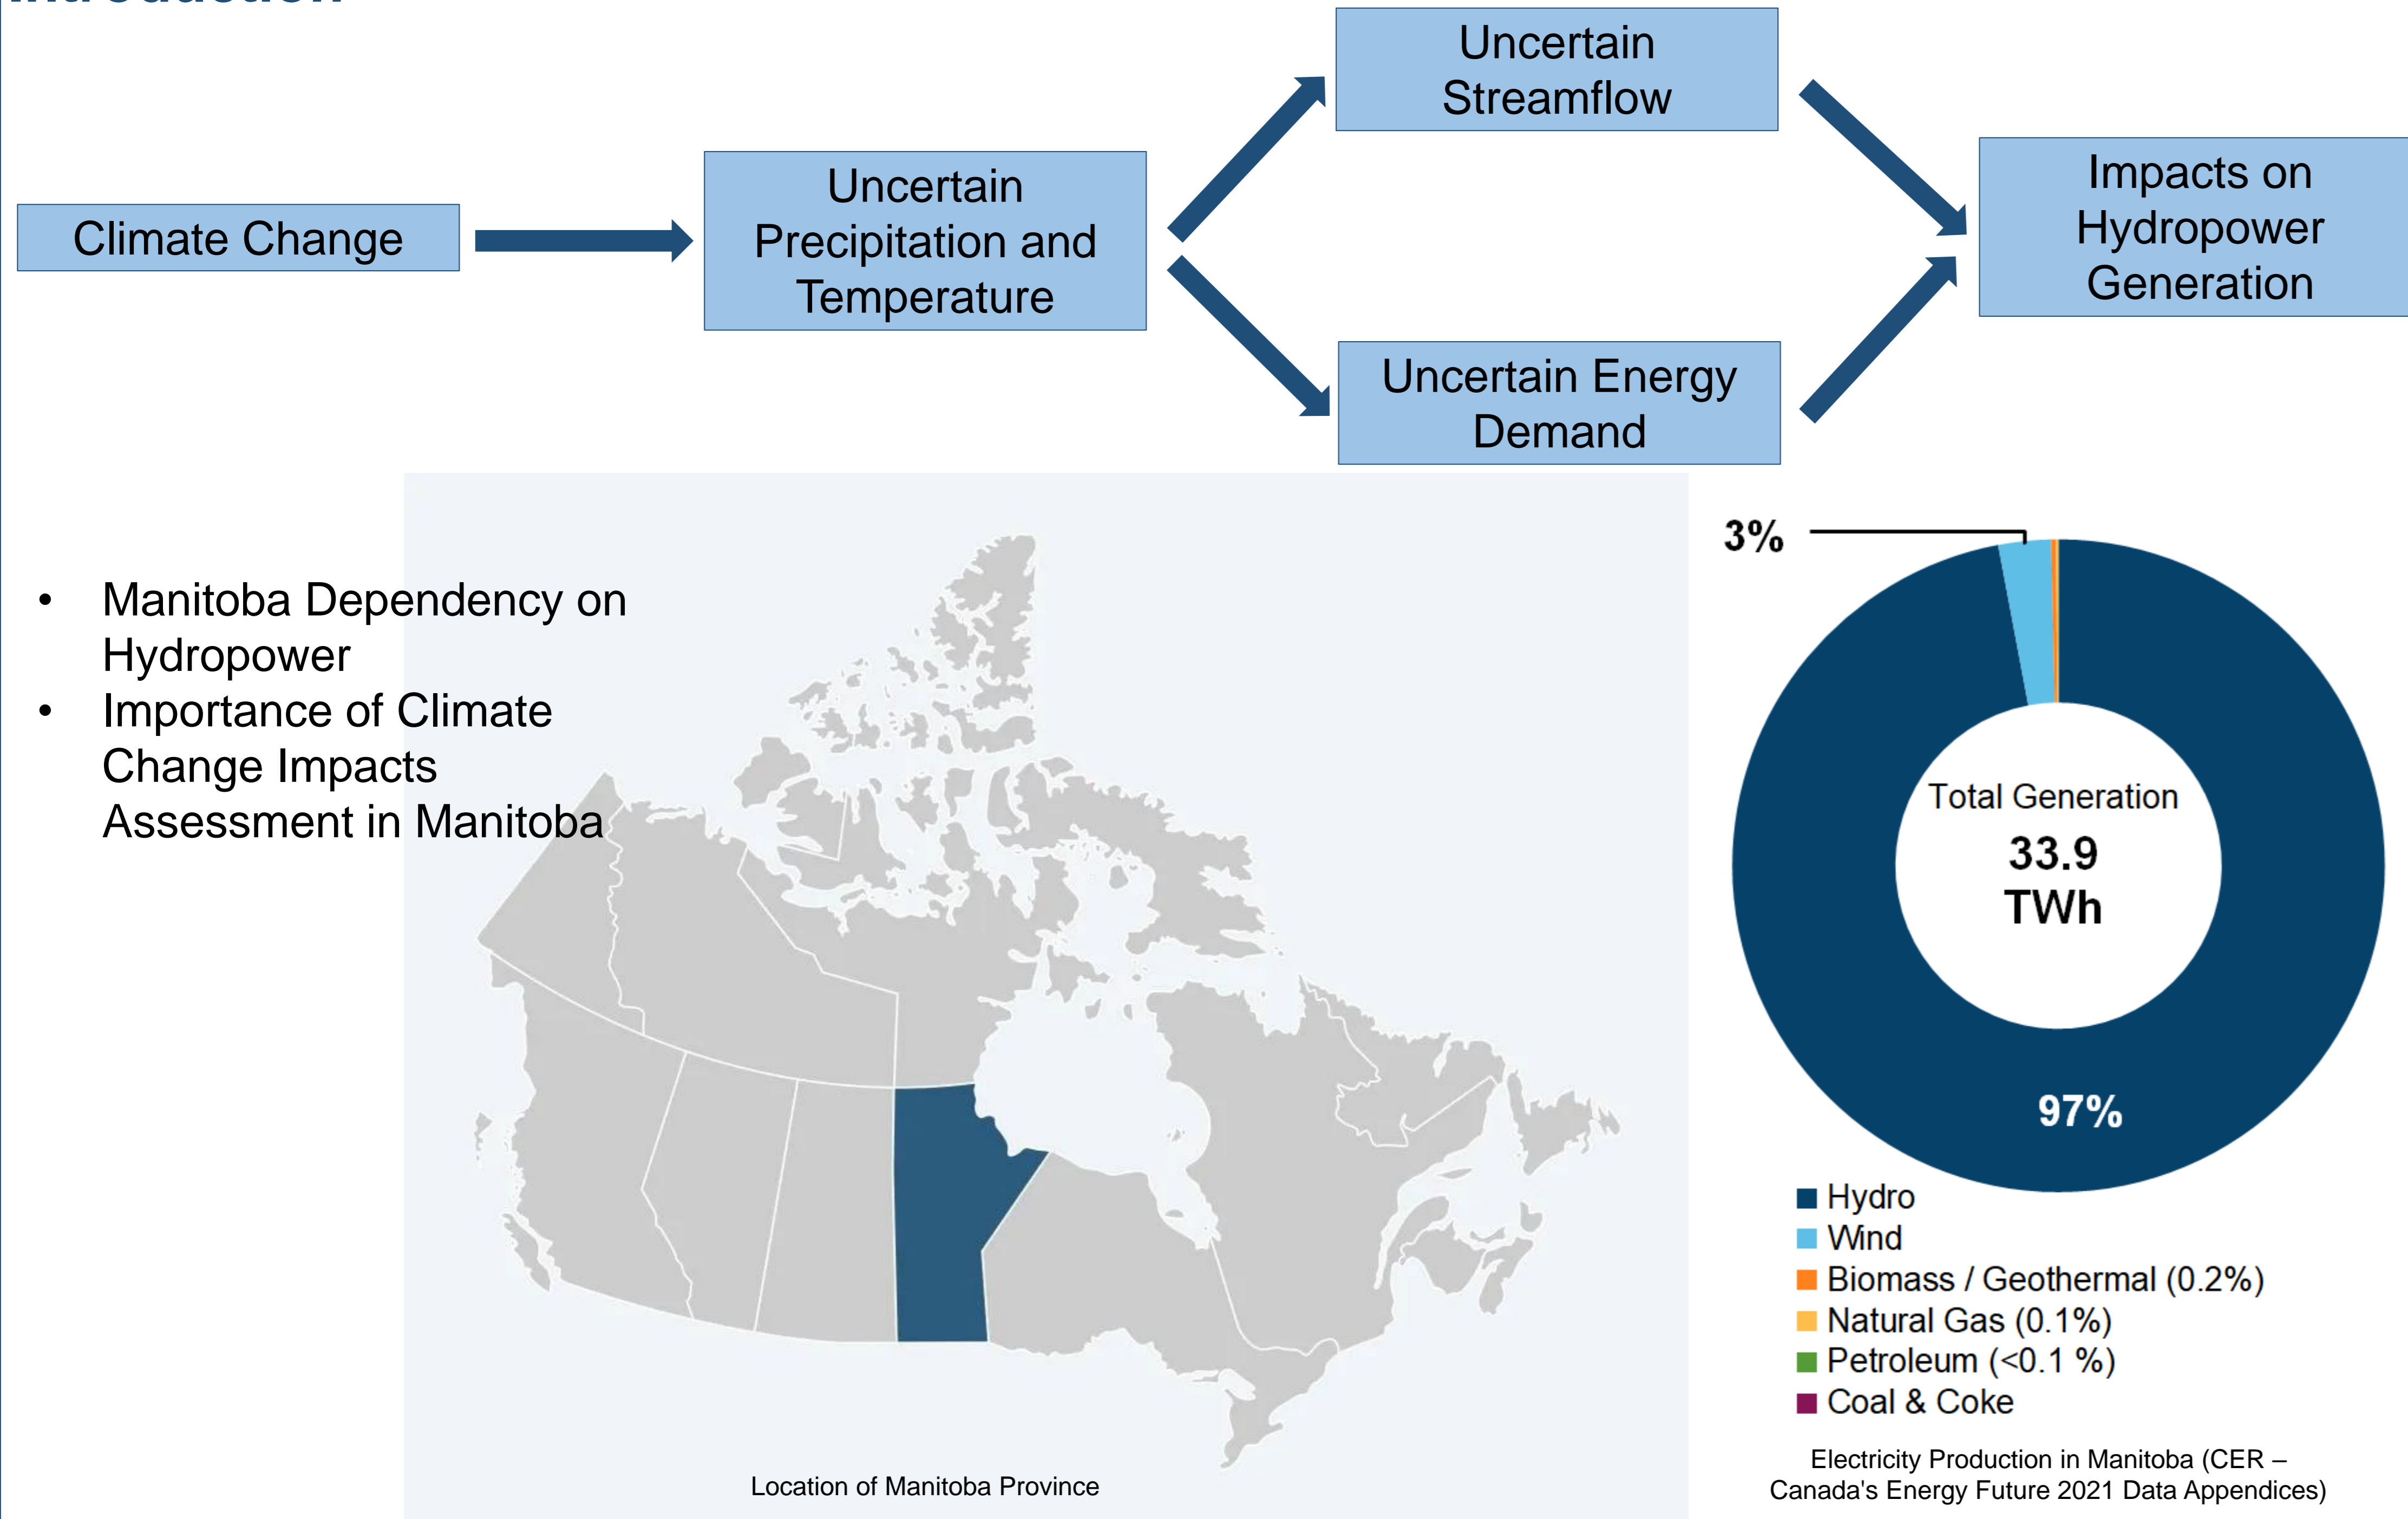 Introduction
Uncertain
Streamflow
Climate Change
Uncertain
Precipitation and
Temperature
Impacts on
Hydropower
Generation
Uncertain Energy
Demand
• Manitoba Dependency on
Hydropower
• Importance of Climate
Change Impacts
Assessment in Manitoba
Location of Manitoba Province
3%
Total Generation
33.9
TWh
97%
Hydro
Wind
Biomass / Geothermal (0.2%)
Natural Gas (0.1%)
Petroleum (<0.1 %)
Coal & Coke
Electricity Production in Manitoba (CER –
Canada's Energy Future 2021 Data Appendices)